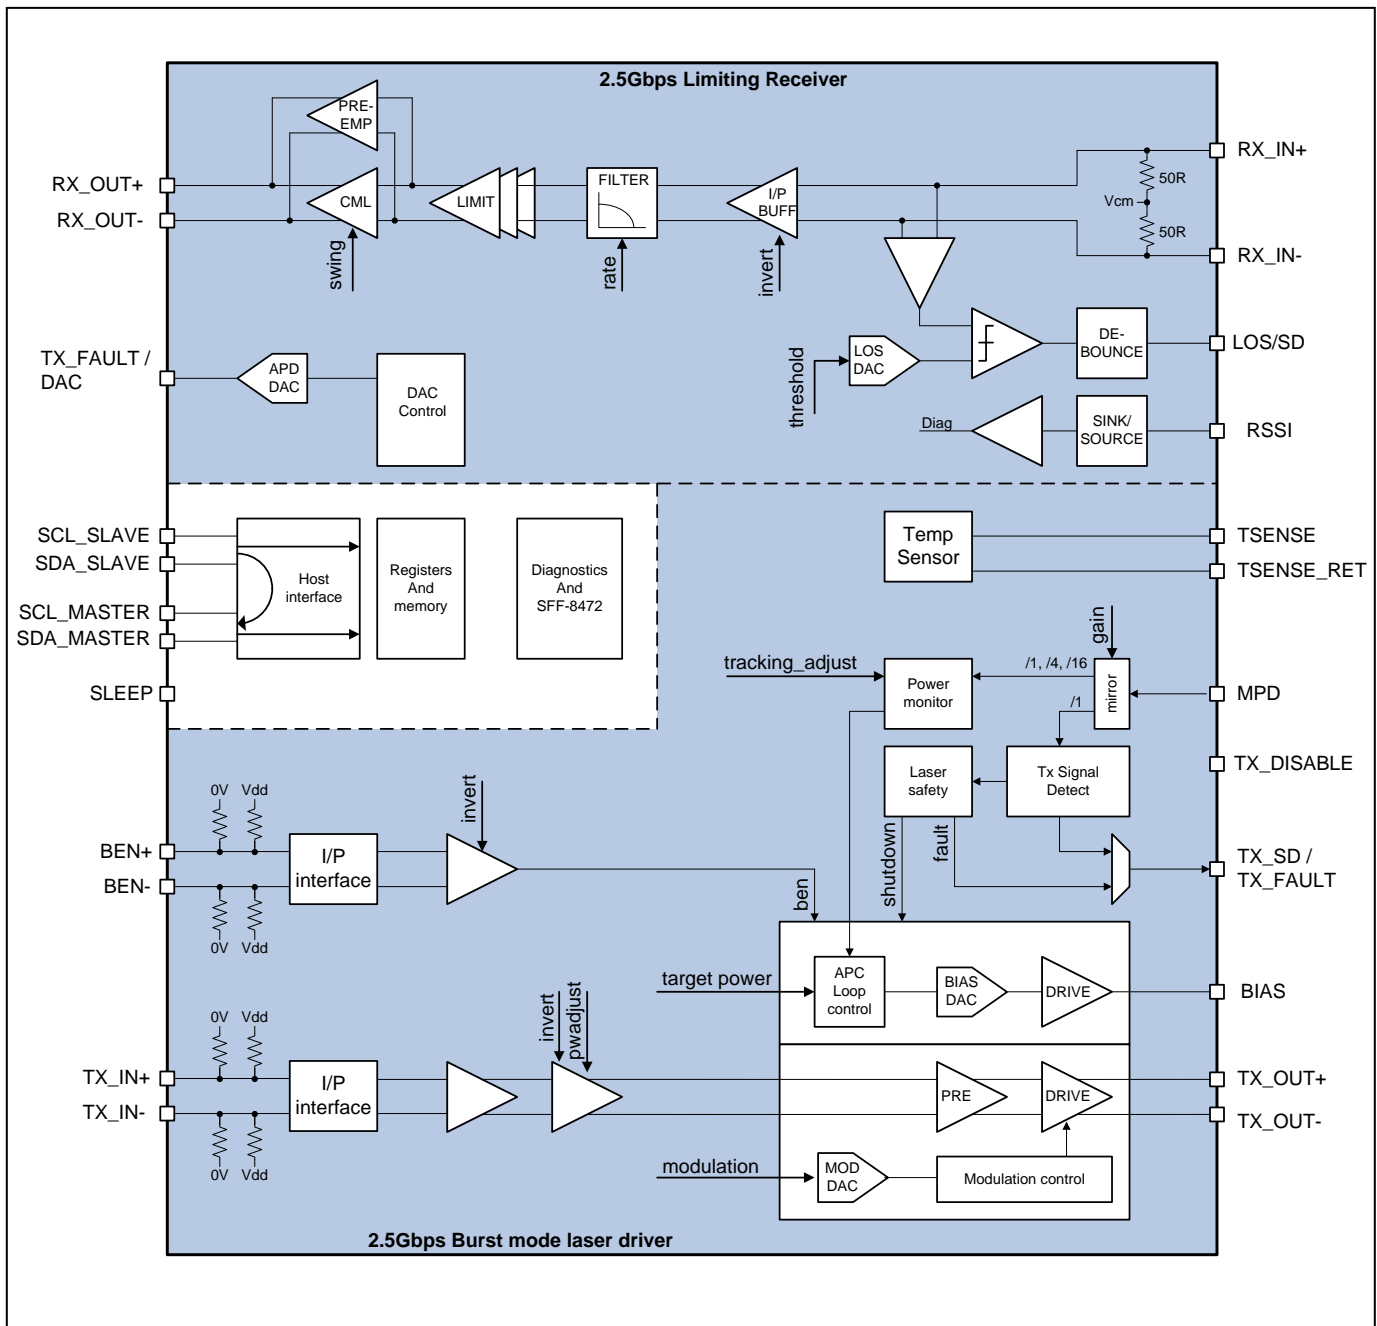 2.5Gbps Limiting Receiver
PRE-
EMP
RX_OUT+
RX_OUT-
CML
LIMIT
FILTER
I/P
BUFF
RX_IN+
50R
Vcm
50R
RX_IN-
swing
rate
invert
TX_FAULT /
DAC
APD
DAC
DAC
Control
threshold
LOS
DAC
DE-
BOUNCE
LOS/SD
Diag
SINK/
SOURCE
RSSI
SCL_SLAVE
SDA_SLAVE
SCL_MASTER
SDA_MASTER
SLEEP
Host
interface
Registers
And
memory
Diagnostics
And
SFF-8472
Temp
Sensor
TSENSE
TSENSE_RET
gain
tracking_adjust
Power
monitor
/1, /4, /16
/1
mirror
MPD
Laser
safety
Tx Signal
Detect
TX_DISABLE
shutdown
fault
TX_SD /
TX_FAULT
0V
Vdd
invert
BEN+
BEN-
I/P
interface
0V
Vdd
ben
target power
APC
Loop
control
BIAS
DAC
DRIVE
BIAS
0V
Vdd
invert
pwadjust
TX_IN+
TX_IN-
I/P
interface
0V
Vdd
PRE
DRIVE
TX_OUT+
TX_OUT-
modulation
MOD
DAC
Modulation control
2.5Gbps Burst mode laser driver